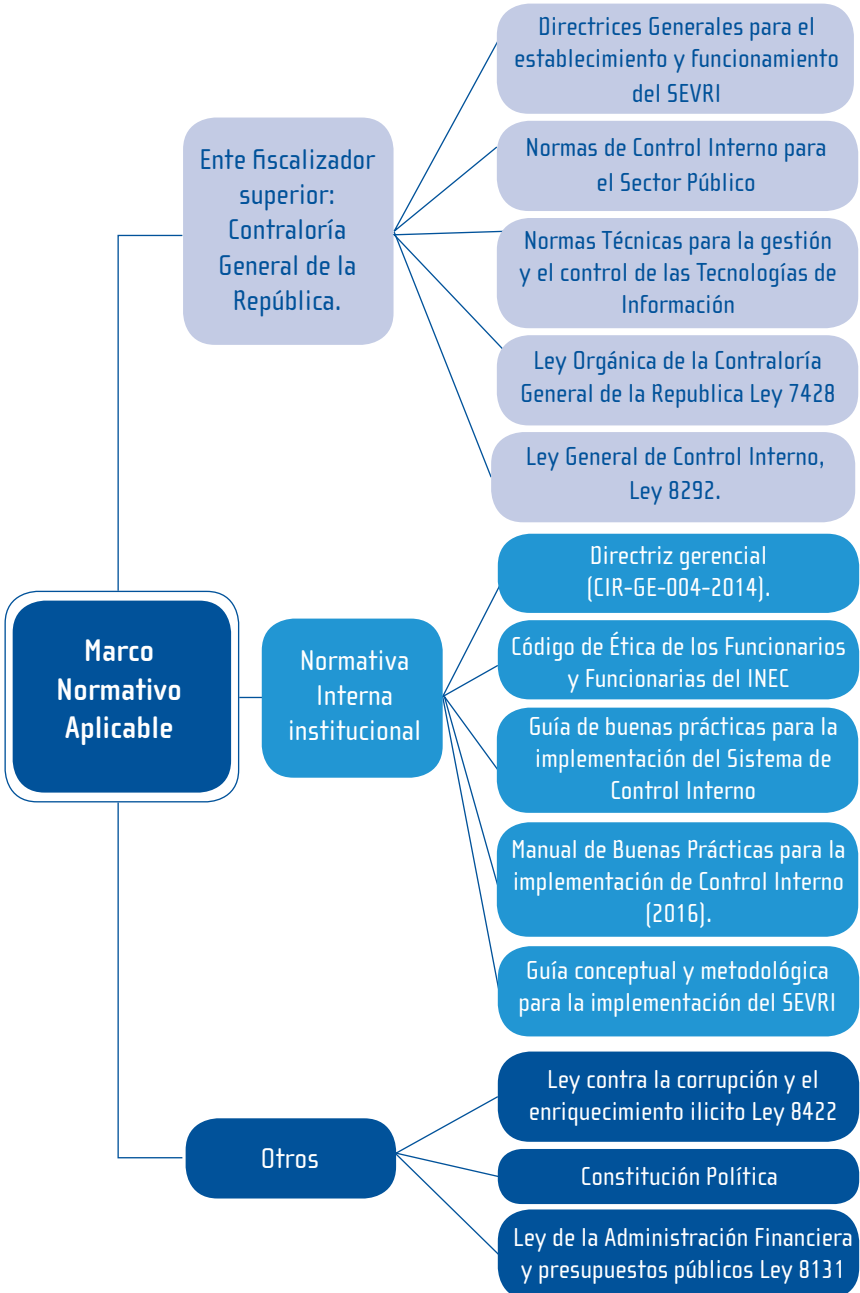 Directrices Generales para el
establecimiento y funcionamiento
del SEVRI
Ente fiscalizador
superior:
Contraloría
General de la
República.
Normas de Control Interno para
el Sector Público
Normas Técnicas para la gestión
y el control de las Tecnologías de
Información
Ley Orgánica de la Contraloría
General de la Republica Ley 7428
Ley General de Control Interno,
Ley 8292.
Marco
Normativo
Aplicable
Normativa
Interna
institucional
Directriz gerencial
(CIR-GE-004-2014).
Código de Ética de los Funcionarios
y Funcionarias del INEC
Guía de buenas prácticas para la
implementación del Sistema de
Control Interno
Manual de Buenas Prácticas para la
implementación de Control Interno
(2016).
Guía conceptual y metodológica
para la implementación del SEVRI
Otros
Ley contra la corrupción y el
enriquecimiento ilicito Ley 8422
Constitución Política
Ley de la Administración Financiera
y presupuestos públicos Ley 8131